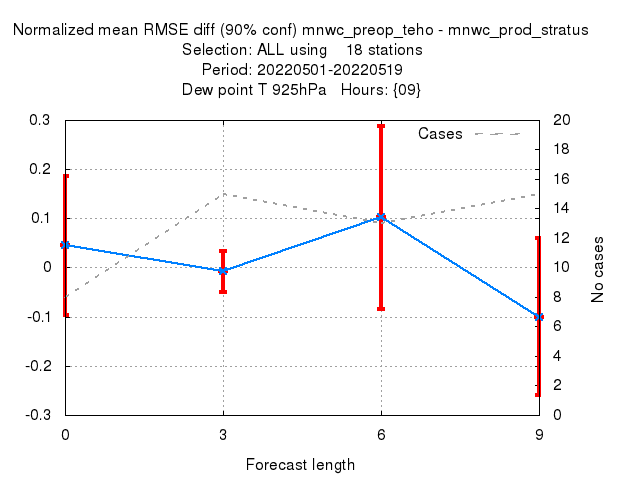 Normalized mean RMSE diff (90% conf) mnwc_preop_teho - mnwc_prod_stratus
Selection: ALL using 18 stations
Period: 20220501-20220519
Dew point T 925hPa Hours: {09}
Cases
0.3
0.2
0.1
0
-0.1
-0.2
-0.3
20
18
16
14
12
10
8
6
4
2
0
No cases
0 3 6 9
Forecast length